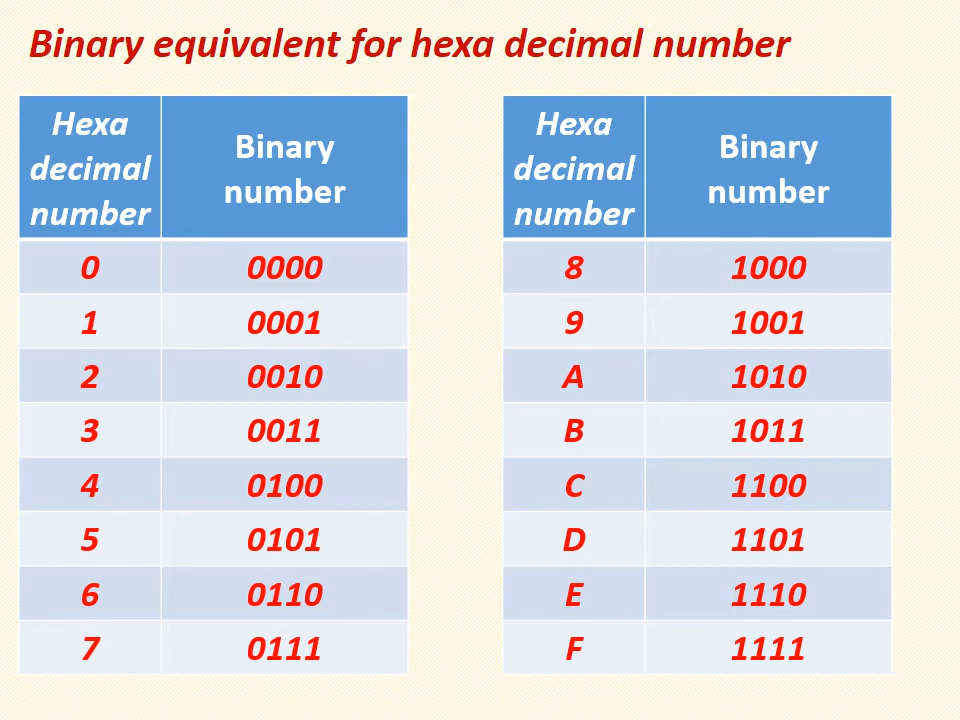 Binary equivalent for hexa decimal number
Hexa
decimal
number
Binary
number
0 0000
1 0001
2 0010
3 0011
4 0100
5 0101
6 0110
7 0111
Hexa
decimal
number
Binary
number
8 1000
9 1001
A 1010
B 1011
C 1100
D 1101
E 1110
F 1111